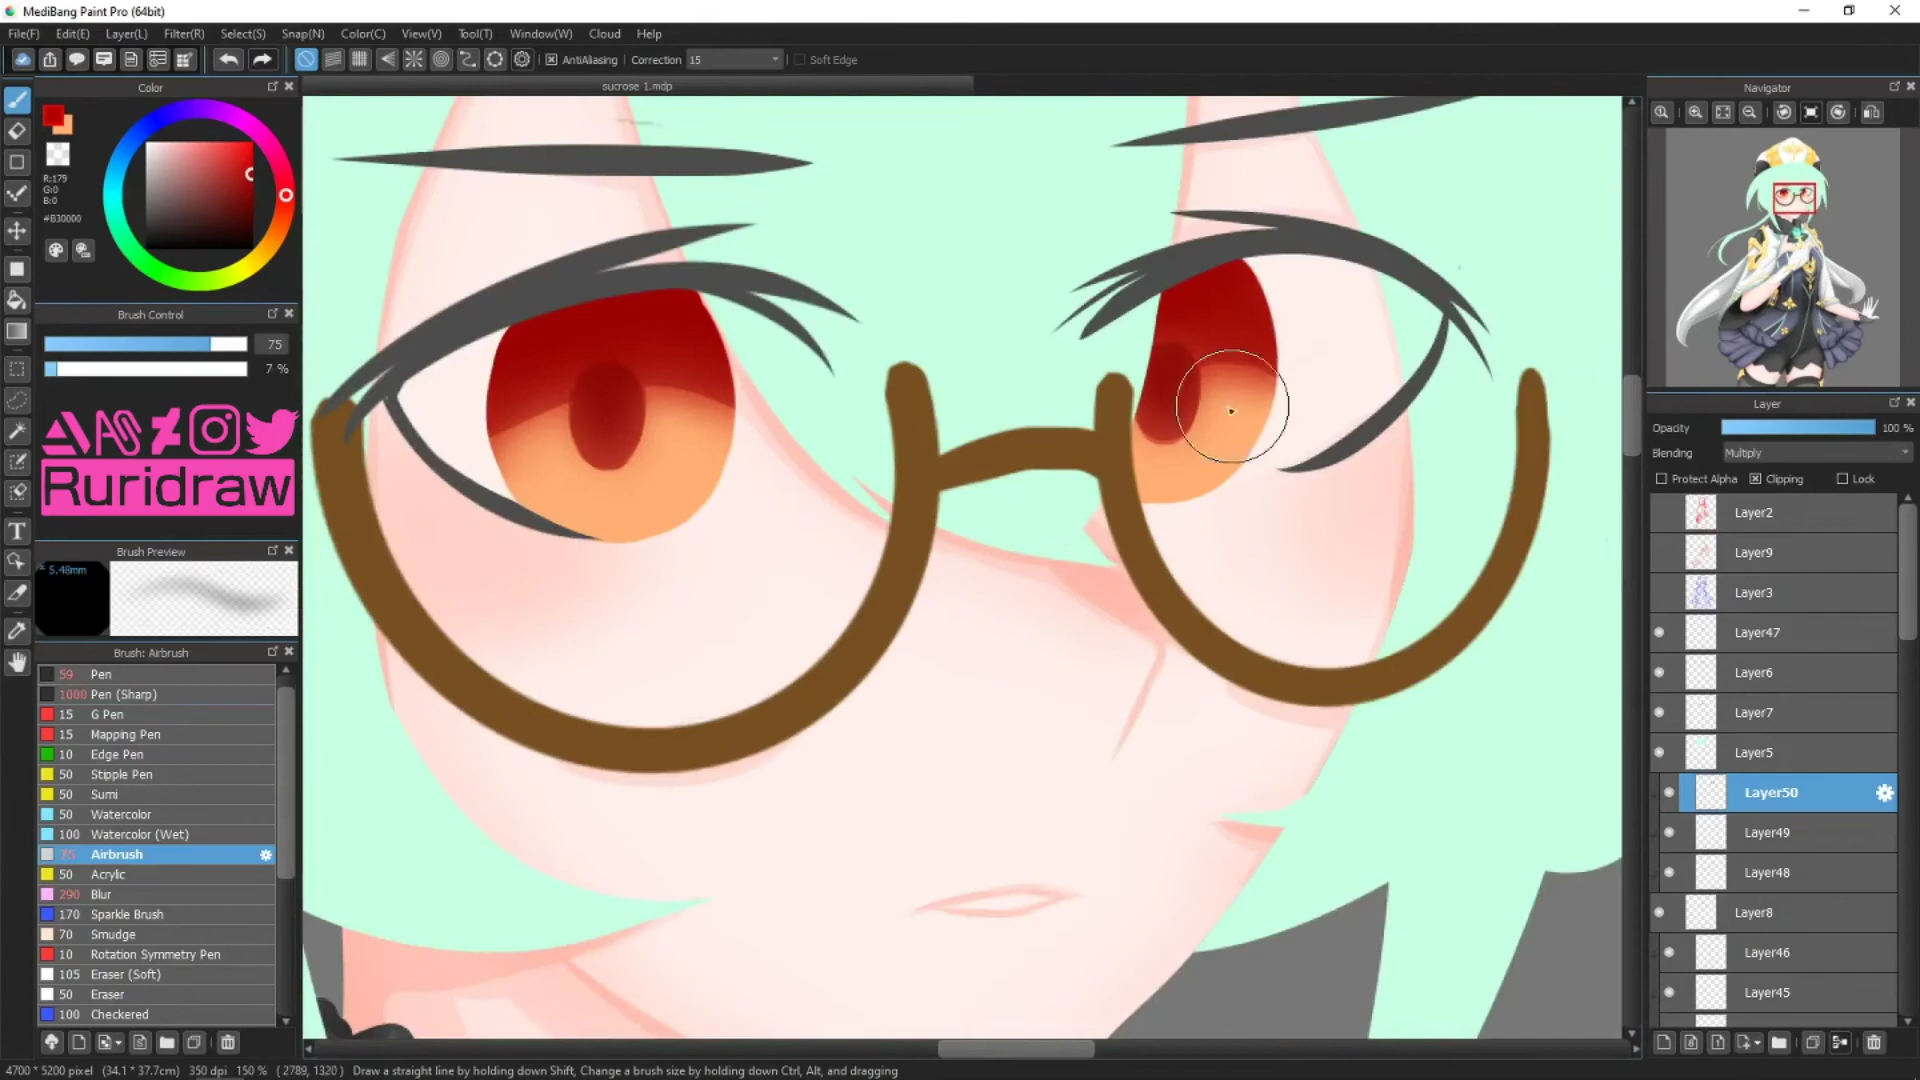 MediBang Paint Pro (64bit)
File(F) Edit(E) Layer(L) Filter(R) Select(S) Snap(N) Color(C) View(V) Tool(T) Window(W) Cloud Help
AntiAliasing Correction 15 Soft Edge
Color
R:179
G:0
B:0
#B30000
Brush Control
75
7 %
Ruridraw
Brush Preview
5.48mm
Brush: Airbrush
59 Pen
1000 Pen (Sharp)
15 G Pen
15 Mapping Pen
10 Edge Pen
50 Stipple Pen
50 Sumi
50 Watercolor
100 Watercolor (Wet)
75 Airbrush
50 Acrylic
290 Blur
170 Sparkle Brush
70 Smudge
10 Rotation Symmetry Pen
105 Eraser (Soft)
50 Eraser
100 Checkered
sucrose 1.mdp
Navigator
Layer
Opacity 100 %
Blending Multiply
Protect Alpha Clipping Lock
Layer2
Layer9
Layer3
Layer47
Layer6
Layer7
Layer5
Layer50
Layer49
Layer48
Layer8
Layer46
Layer45
4700 * 5200 pixel (34.1 * 37.7cm) 350 dpi 150 % ( 2789, 1320 ) Draw a straight line by holding down Shift, Change a brush size by holding down Ctrl, Alt, and dragging